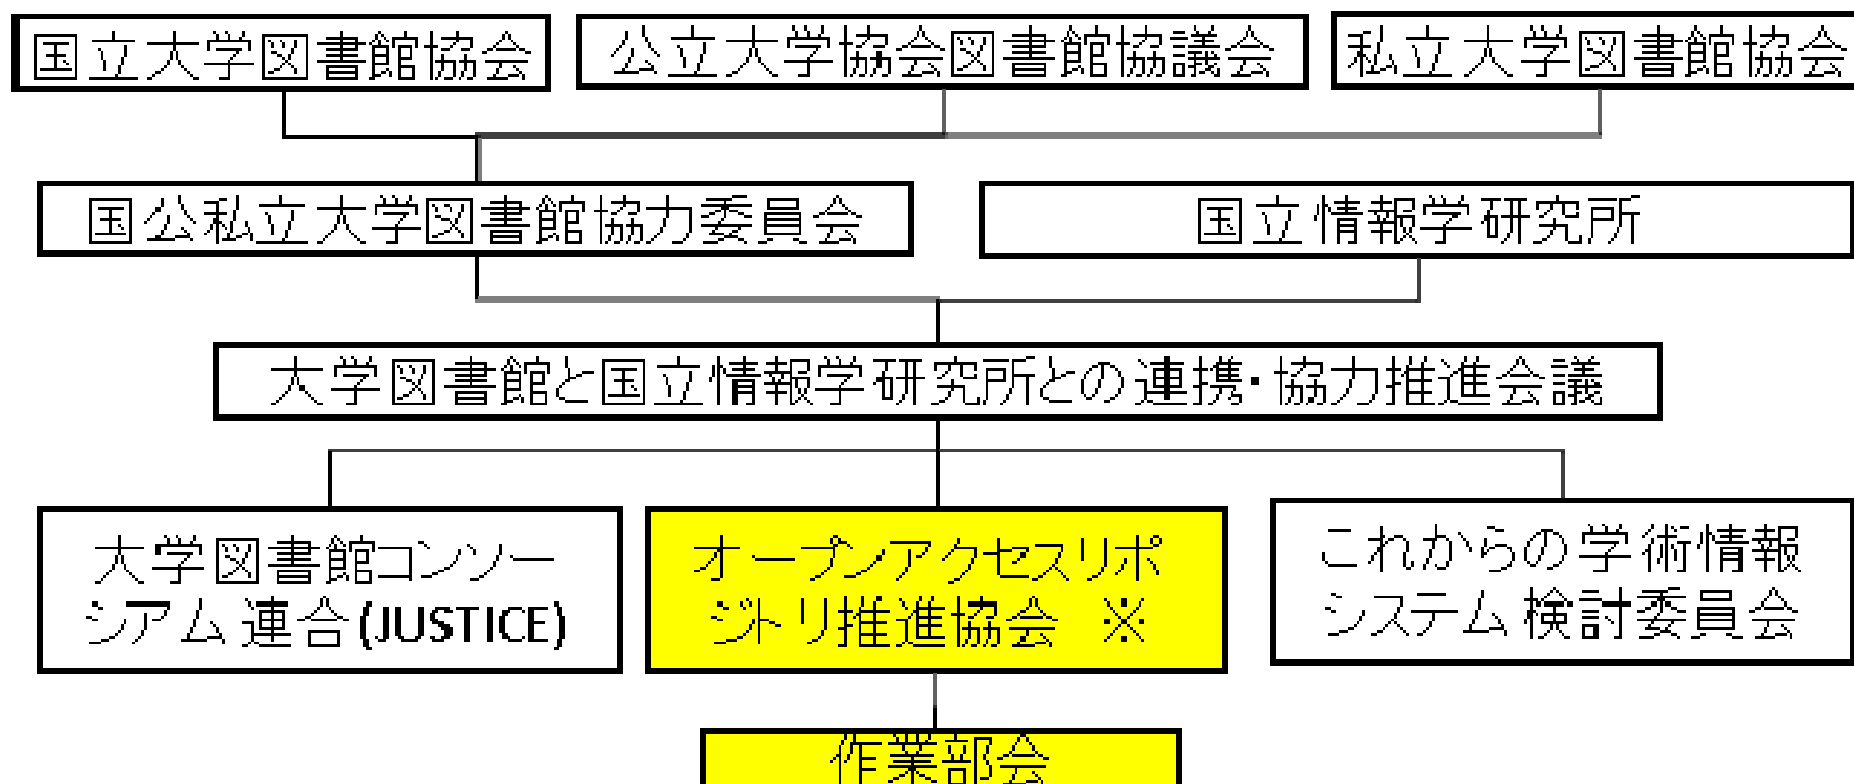 国立大学図書館協会
公立大学協会図書館協議会
私立大学図書館協会
国公私立大学図書館協力委員会
国立情報学研究所
大学図書館と国立情報学研究所との連携・協力推進会議
大学図書館コンソー
シアム連合(JUSTICE)
オープンアクセスリポ
ジトリ推進協会 ※
これからの学術情報
システム検討委員会
作業部会